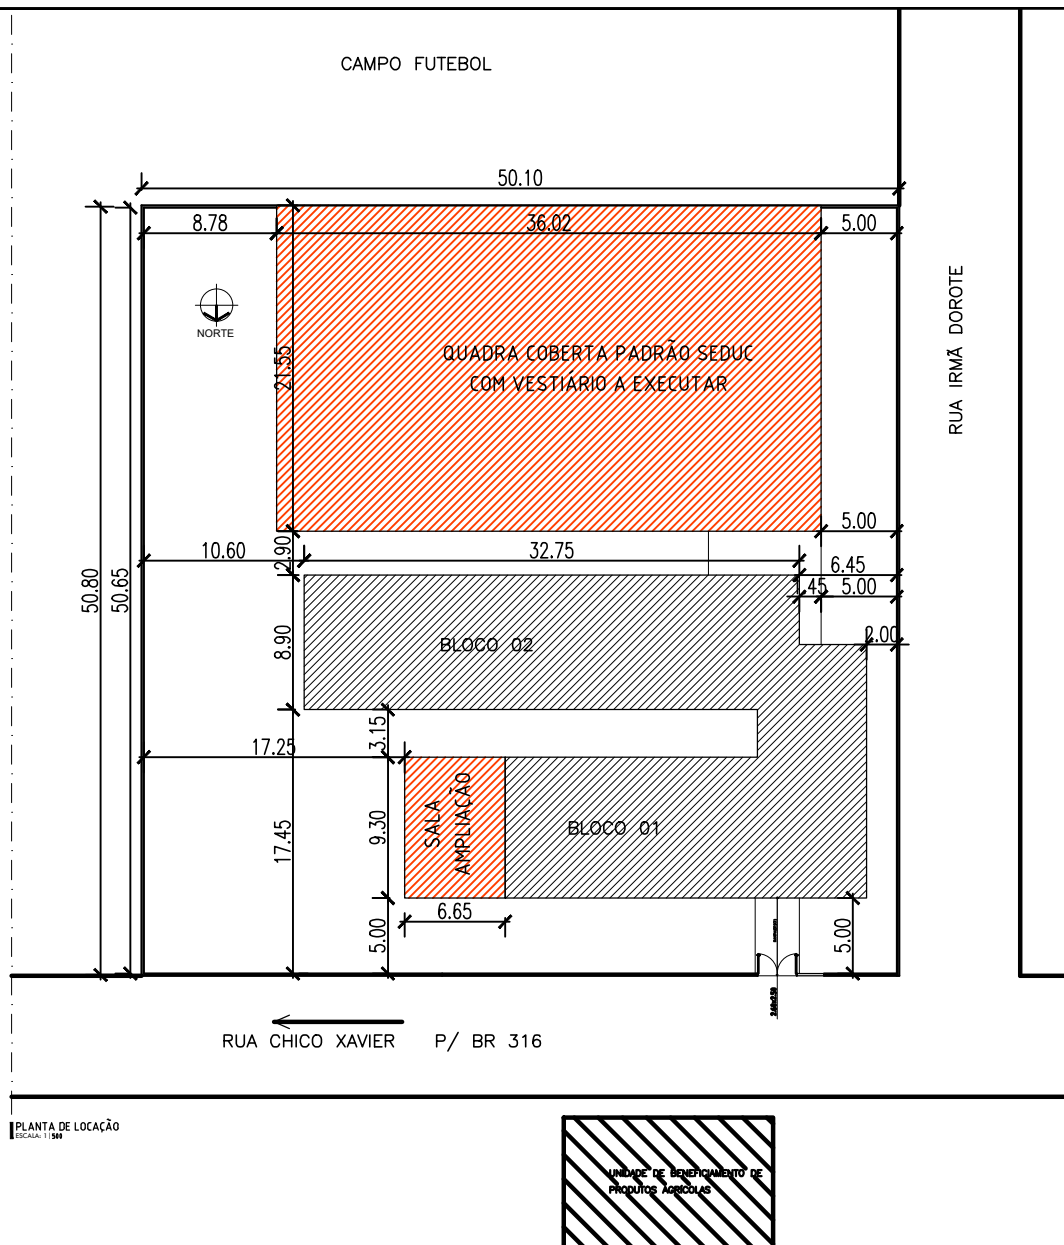 CAMPO FUTEBOL
50.10
8.78
36.02
5.00
NORTE
RUA IRMÃ DOROTE
21.55
QUADRA COBERTA PADRÃO SEDUC
COM VESTIÁRIO A EXECUTAR
5.00
10.60
2.90
32.75
6.45
50.80
50.65
45
5.00
8.90
BLOCO 02
2.00
3.15
17.25
SALA
AMPLIAÇÃO
9.30
17.45
BLOCO 01
6.65
5.00
5.00
2.60x2.50
RUA CHICO XAVIER P/ BR 316
PLANTA DE LOCAÇÃO
ESCALA: 1 | 500
UNIDADE DE BENEFICIAMENTO DE
PRODUTOS AGRÍCOLAS